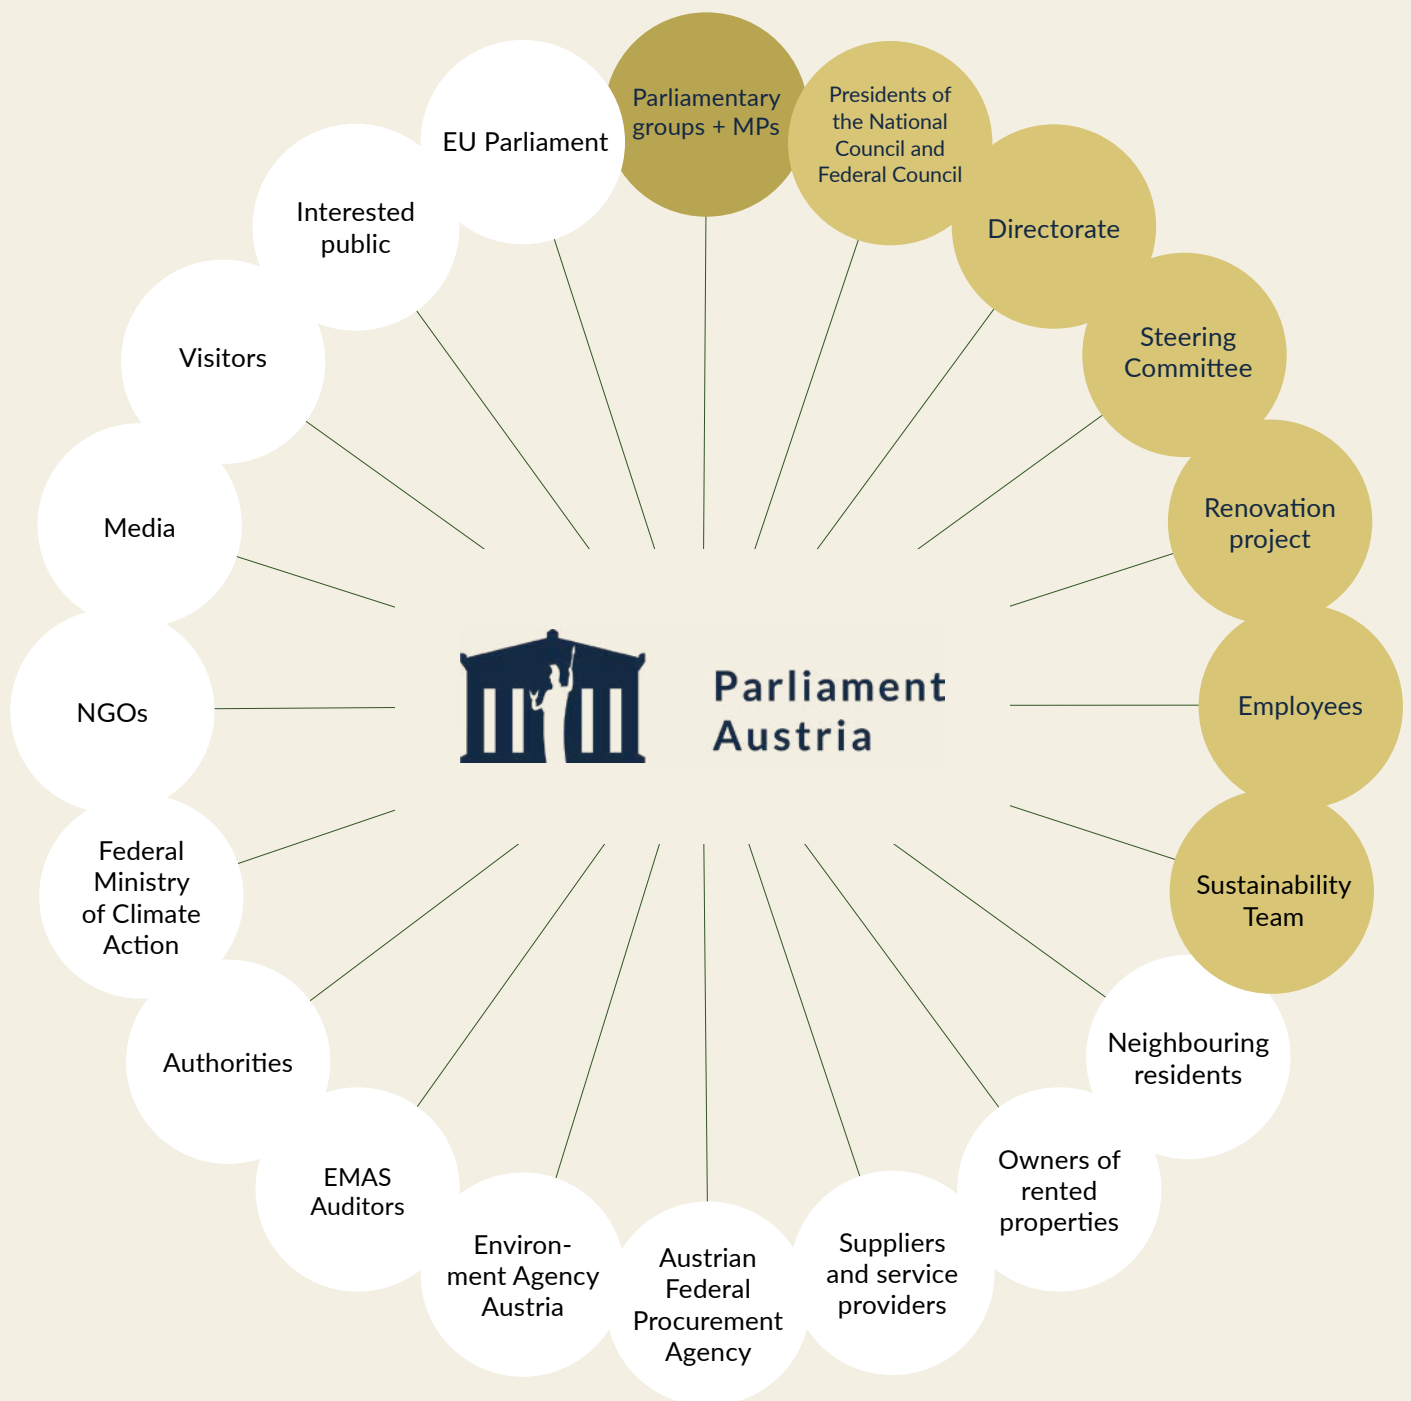 Parliamentary
groups + MPs
Presidents of
the National
Council and
Federal Council
Directorate
Steering
Committee
Renovation
project
Employees
Sustainability
Team
Neighbouring
residents
Owners of
rented
properties
Suppliers
and service
providers
Austrian
Federal
Procurement
Agency
Environ-
ment Agency
Austria
EMAS
Auditors
Authorities
Federal
Ministry
of Climate
Action
NGOs
Media
Visitors
Interested
public
EU Parliament
Parliament
Austria